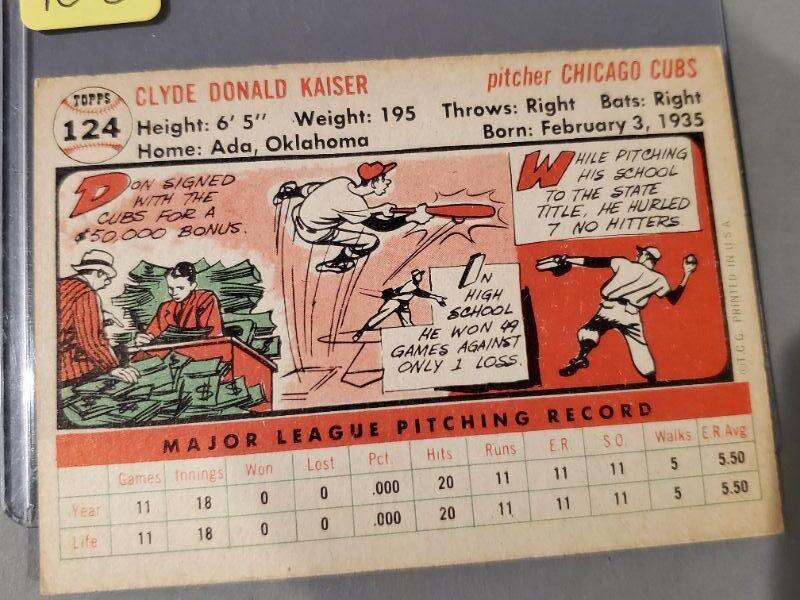 TOPPS
124
CLYDE DONALD KAISER
pitcher CHICAGO CUBS
Height: 6' 5" Weight: 195 Throws: Right Bats: Right
Home: Ada, Oklahoma Born: February 3, 1935
DON SIGNED
WITH THE
CUBS FOR A
$50,000 BONUS.
IN
HIGH
SCHOOL
HE WON 49
GAMES AGAINST
ONLY 1 LOSS.
WHILE PITCHING
HIS SCHOOL
TO THE STATE
TITLE, HE HURLED
7 NO HITTERS.
©T.C.G. PRINTED IN U.S.A.
MAJOR LEAGUE PITCHING RECORD
Games Innings Won Lost Pct. Hits Runs E.R. S.O. Walks E.R.Avg
Year 11 18 0 0 .000 20 11 11 11 5 5.50
Life 11 18 0 0 .000 20 11 11 11 5 5.50